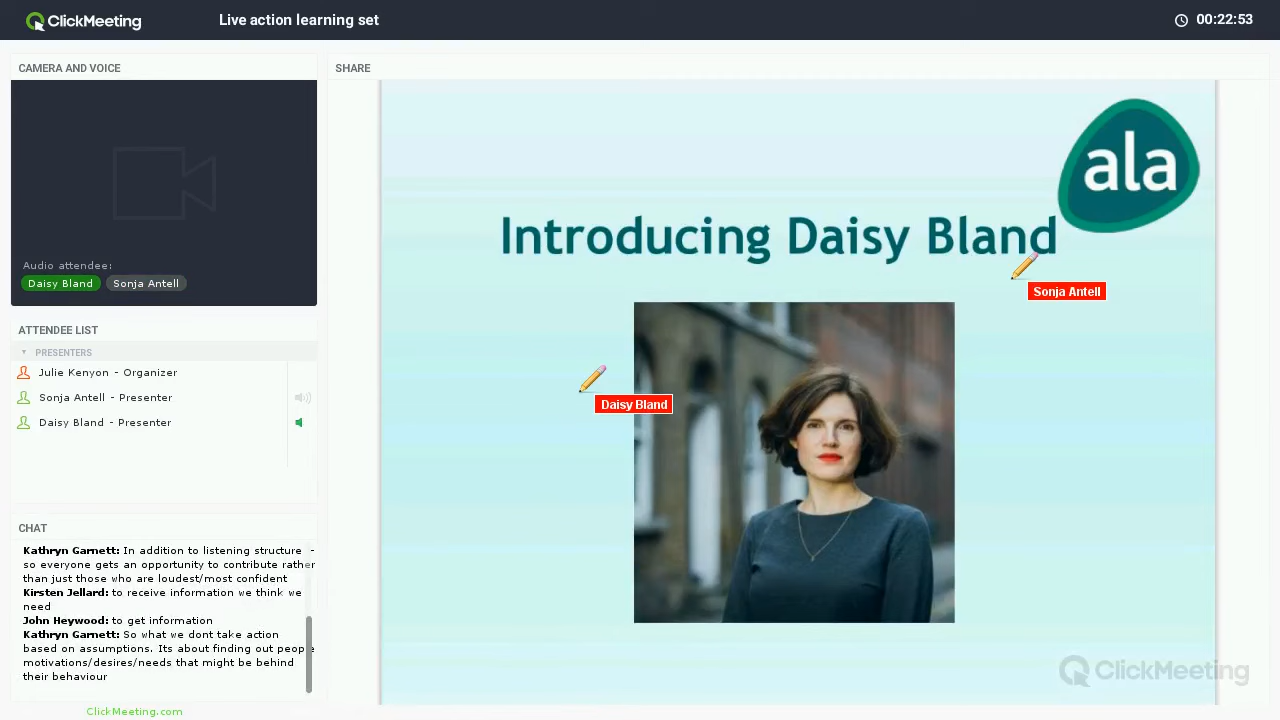 ClickMeeting
Live action learning set
00:22:53
CAMERA AND VOICE
Audio attendee:
Daisy Bland
Sonja Antell
ATTENDEE LIST
PRESENTERS
Julie Kenyon - Organizer
Sonja Antell - Presenter
Daisy Bland - Presenter
CHAT
Kathryn Garnett: In addition to listening structure -
so everyone gets an opportunity to contribute rather
than just those who are loudest/most confident
Kirsten Jellard: to receive information we think we
need
John Heywood: to get information
Kathryn Garnett: So what we dont take action
based on assumptions. Its about finding out people
motivations/desires/needs that might be behind
their behaviour
ClickMeeting.com
SHARE
ala
Introducing Daisy Bland
Sonja Antell
Daisy Bland
ClickMeeting